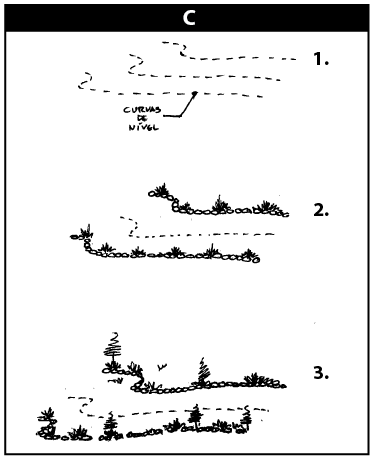 C
1.
CURVAS
DE
NÍVEL
2.
3.